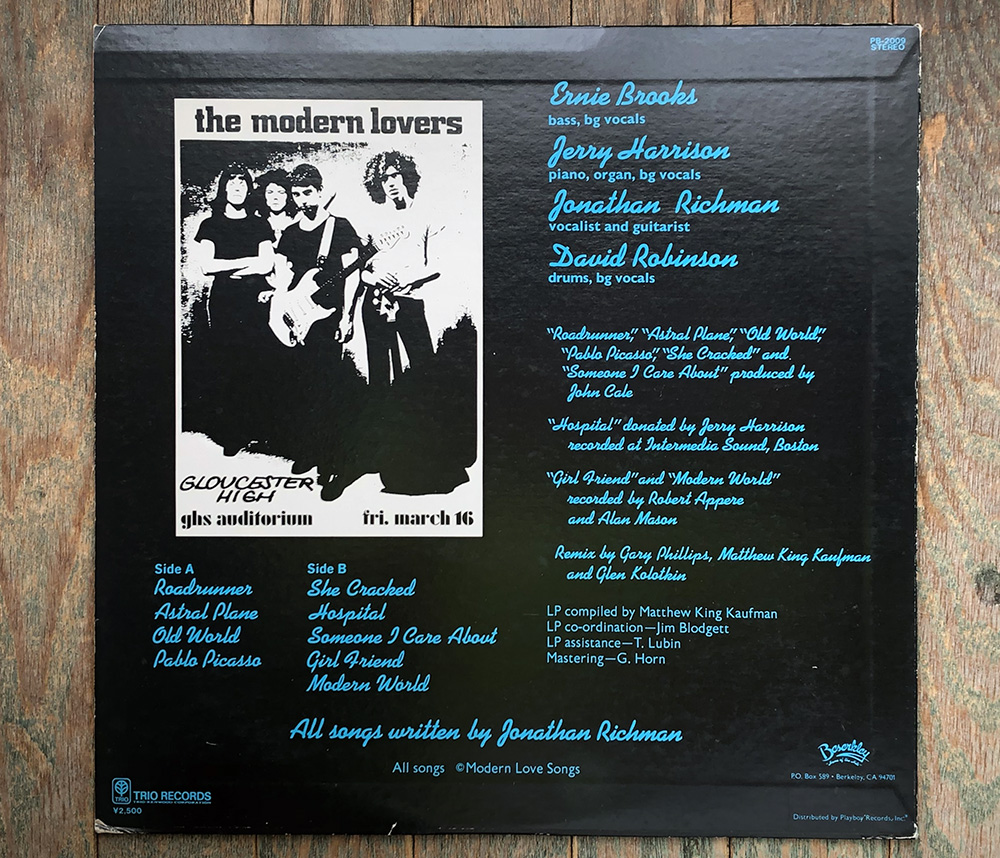 PB-2009
STEREO
the modern lovers
GLOUCESTER
HIGH
ghs auditorium fri. march 16
Ernie Brooks
bass, bg vocals
Jerry Harrison
piano, organ, bg vocals
Jonathan Richman
vocalist and guitarist
David Robinson
drums, bg vocals
"Roadrunner", "Astral Plane", "Old World",
"Pablo Picasso", "She Cracked" and
"Someone I Care About" produced by
John Cale
"Hospital" donated by Jerry Harrison
recorded at Intermedia Sound, Boston
"Girl Friend" and "Modern World"
recorded by Robert Appere
and Alan Mason
Remix by Gary Phillips, Matthew King Kaufman
and Glen Kolotkin
LP compiled by Matthew King Kaufman
LP co-ordination—Jim Blodgett
LP assistance—T. Lubin
Mastering—G. Horn
Side A
Roadrunner
Astral Plane
Old World
Pablo Picasso
Side B
She Cracked
Hospital
Someone I Care About
Girl Friend
Modern World
All songs written by Jonathan Richman
All songs ©Modern Love Songs
TRIO
TRIO RECORDS
¥2,500
Beserkley
P.O. Box 589 • Berkeley, CA 94701
Distributed by Playboy Records, Inc.